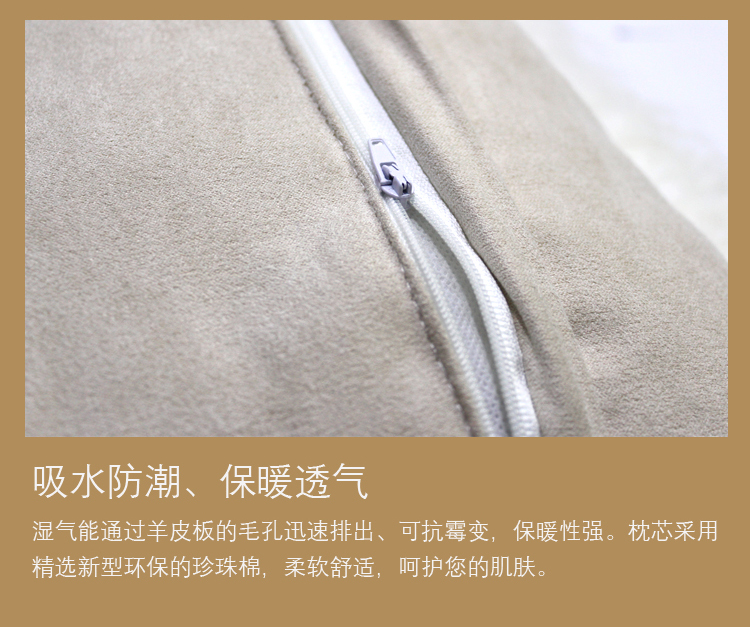 吸水防潮、保暖透气
湿气能通过羊皮板的毛孔迅速排出、可抗霉变，保暖性强。枕芯采用
精选新型环保的珍珠棉，柔软舒适，呵护您的肌肤。